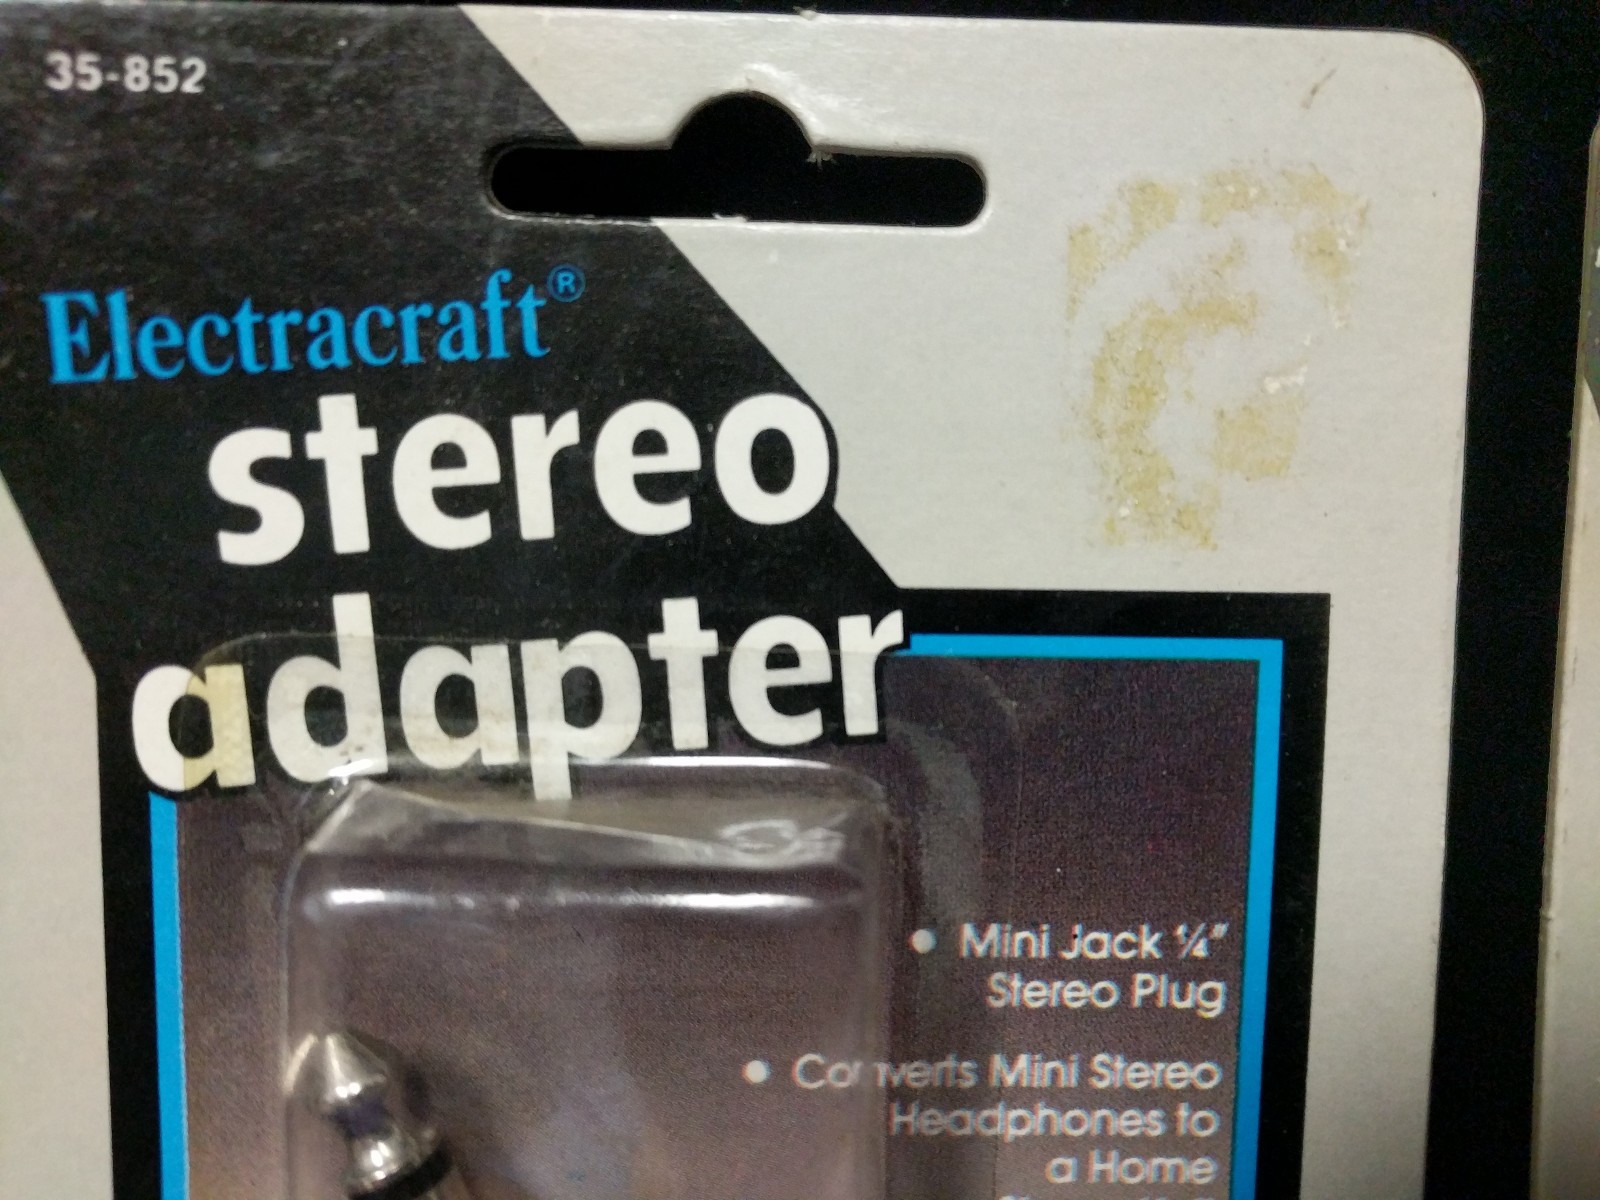 35-852
Electracraft®
stereo
adapter
• Mini Jack ¼"
Stereo Plug
• Converts Mini Stereo
Headphones to
a Home